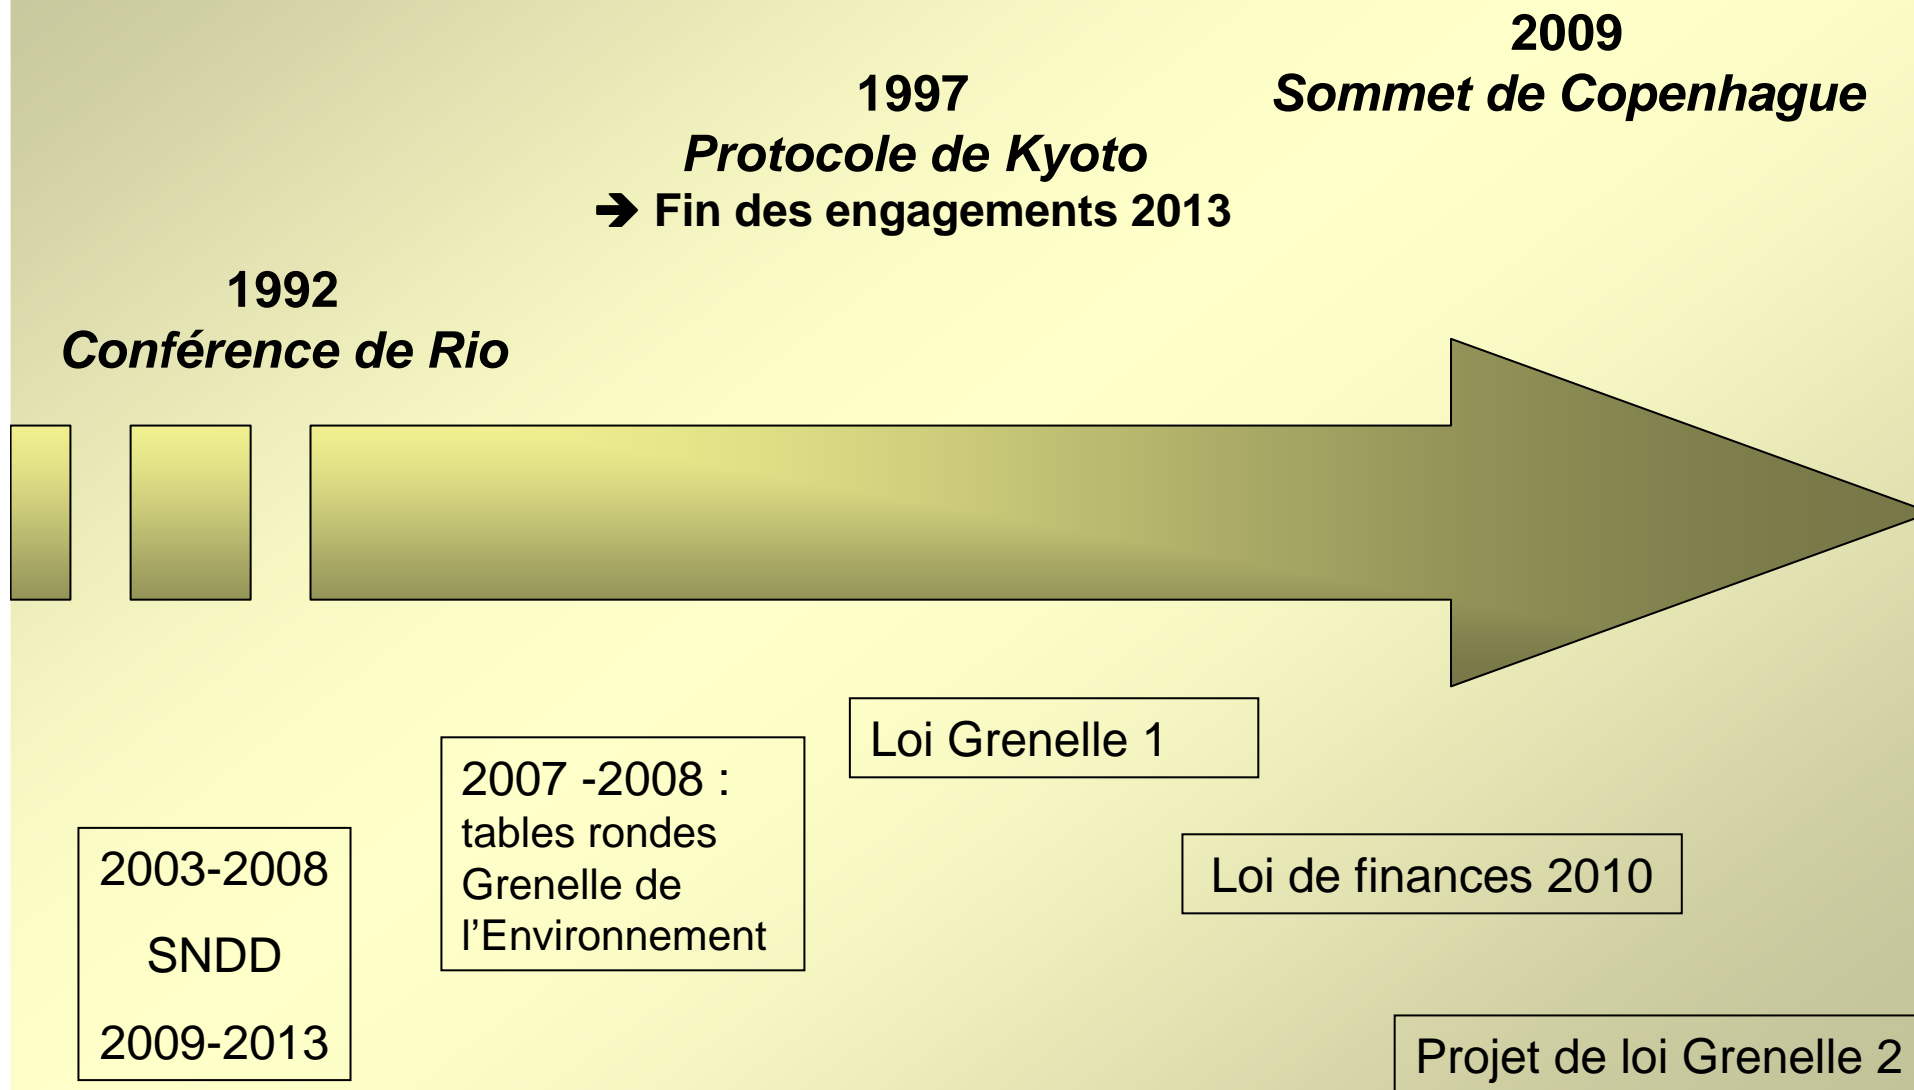 1992
Conférence de Rio
1997
Protocole de Kyoto
➔ Fin des engagements 2013
2009
Sommet de Copenhague
2003-2008
SNDD
2009-2013
2007 -2008 :
tables rondes
Grenelle de
l’Environnement
Loi Grenelle 1
Loi de finances 2010
Projet de loi Grenelle 2